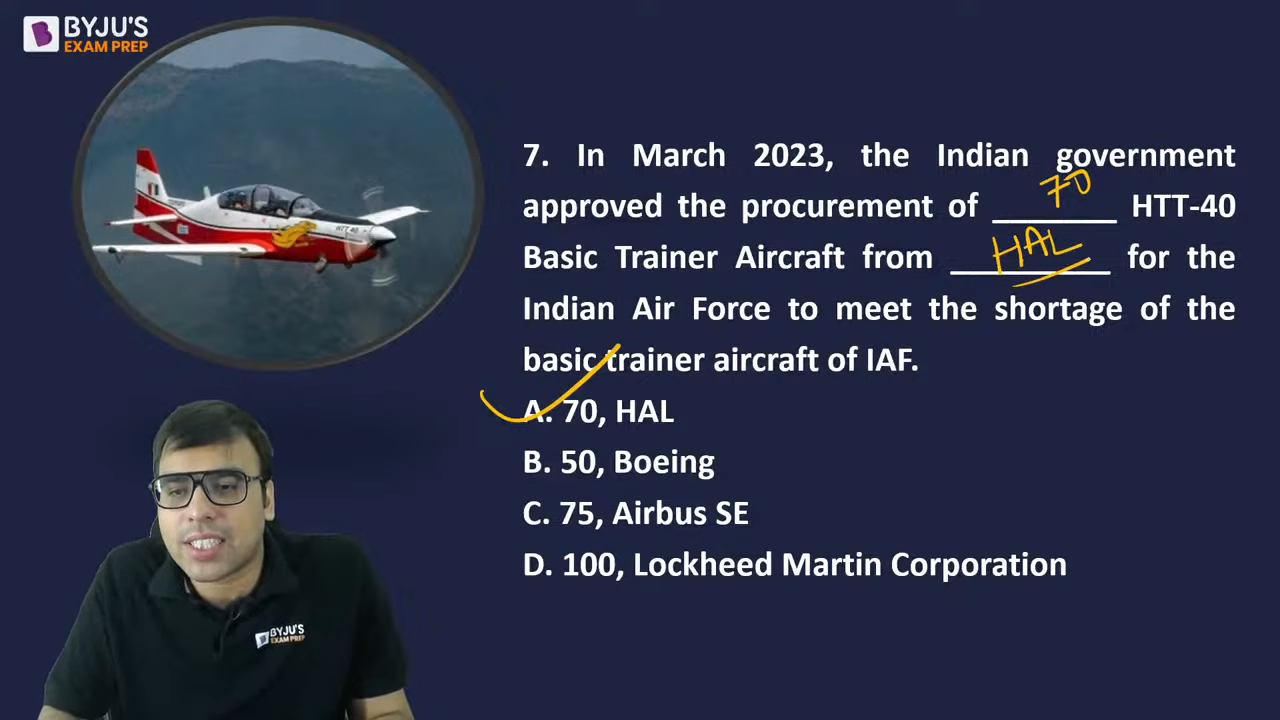 BYJU'S
EXAM PREP
HTT-40
7. In March 2023, the Indian government
approved the procurement of 70 HTT-40
Basic Trainer Aircraft from HAL for the
Indian Air Force to meet the shortage of the
basic trainer aircraft of IAF.
A. 70, HAL
B. 50, Boeing
C. 75, Airbus SE
D. 100, Lockheed Martin Corporation
BYJU'S
EXAM PREP